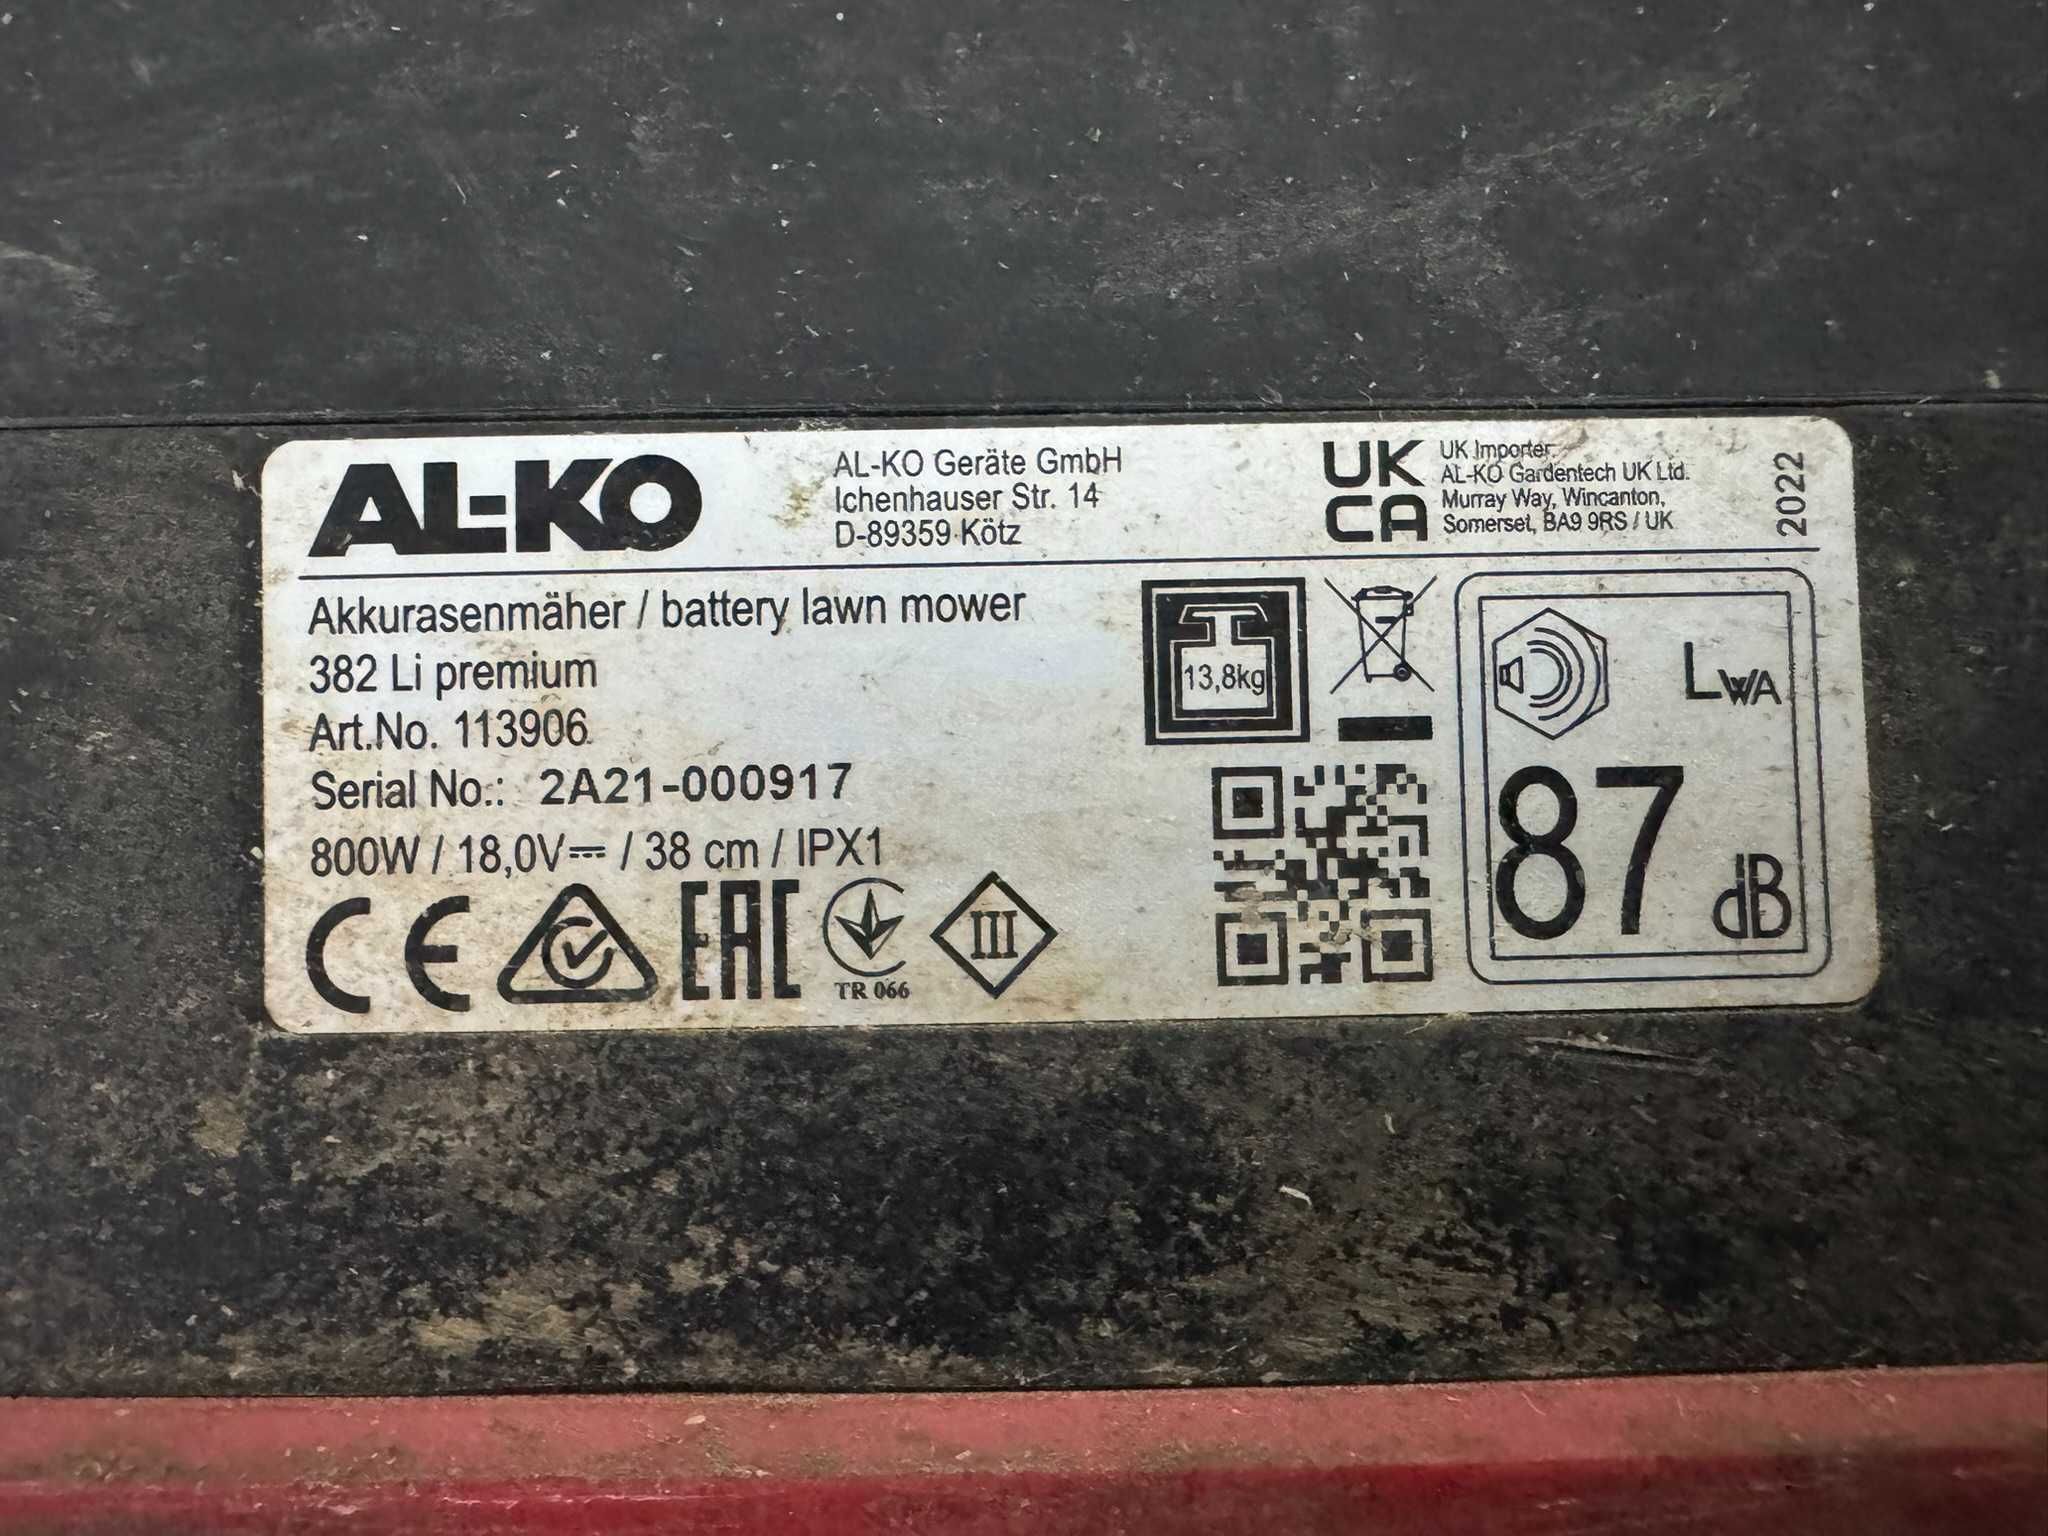 AL-KO
AL-KO Geräte GmbH
Ichenhauser Str. 14
D-89359 Kötz
UK
CA
UK Importer:
AL-KO Gardentech UK Ltd.
Murray Way, Wincanton,
Somerset, BA9 9RS / UK
2022
Akkurasenmäher / battery lawn mower
382 Li premium
Art.No. 113906
Serial No.: 2A21-000917
800W / 18,0V / 38 cm / IPX1
CE
EAC
TR 066
III
13,8kg
LWA
87 dB